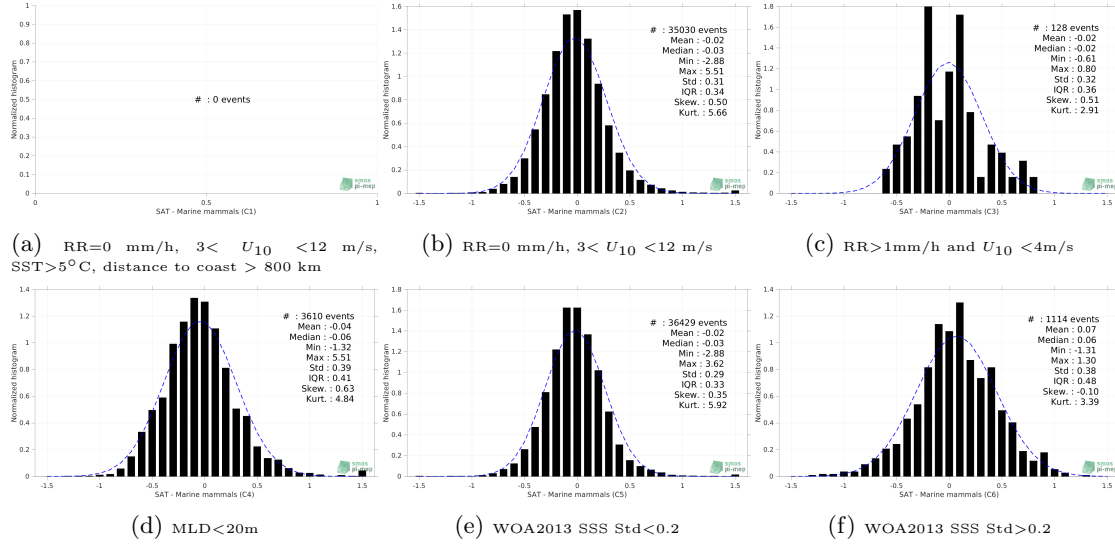 1
0.9
0.8
0.7
0.6
0.5
0.4
0.3
0.2
0.1
0
Normalized histogram
# : 0 events
smos
pi-mep
0 0.5 1
SAT - Marine mammals (C1)
(a) RR=0 mm/h, 3< U10 <12 m/s,
SST>5°C, distance to coast > 800 km
1.6
1.4
1.2
1
0.8
0.6
0.4
0.2
0
Normalized histogram
# : 35030 events
Mean : -0.02
Median : -0.03
Min : -2.88
Max : 5.51
Std : 0.31
IQR : 0.34
Skew. : 0.50
Kurt. : 5.66
smos
pi-mep
-1.5 -1 -0.5 0 0.5 1 1.5
SAT - Marine mammals (C2)
(b) RR=0 mm/h, 3< U10 <12 m/s
1.8
1.6
1.4
1.2
1
0.8
0.6
0.4
0.2
0
Normalized histogram
# : 128 events
Mean : -0.02
Median : -0.02
Min : -0.61
Max : 0.80
Std : 0.32
IQR : 0.36
Skew. : 0.51
Kurt. : 2.91
smos
pi-mep
-1.5 -1 -0.5 0 0.5 1 1.5
SAT - Marine mammals (C3)
(c) RR>1mm/h and U10 <4m/s
1.4
1.2
1
0.8
0.6
0.4
0.2
0
Normalized histogram
# : 3610 events
Mean : -0.04
Median : -0.06
Min : -1.32
Max : 5.51
Std : 0.39
IQR : 0.41
Skew. : 0.63
Kurt. : 4.84
smos
pi-mep
-1.5 -1 -0.5 0 0.5 1 1.5
SAT - Marine mammals (C4)
(d) MLD<20m
1.8
1.6
1.4
1.2
1
0.8
0.6
0.4
0.2
0
Normalized histogram
# : 36429 events
Mean : -0.02
Median : -0.03
Min : -2.88
Max : 3.62
Std : 0.29
IQR : 0.33
Skew. : 0.35
Kurt. : 5.92
smos
pi-mep
-1.5 -1 -0.5 0 0.5 1 1.5
SAT - Marine mammals (C5)
(e) WOA2013 SSS Std<0.2
1.4
1.2
1
0.8
0.6
0.4
0.2
0
Normalized histogram
# : 1114 events
Mean : 0.07
Median : 0.06
Min : -1.31
Max : 1.30
Std : 0.38
IQR : 0.48
Skew. : -0.10
Kurt. : 3.39
smos
pi-mep
-1.5 -1 -0.5 0 0.5 1 1.5
SAT - Marine mammals (C6)
(f) WOA2013 SSS Std>0.2